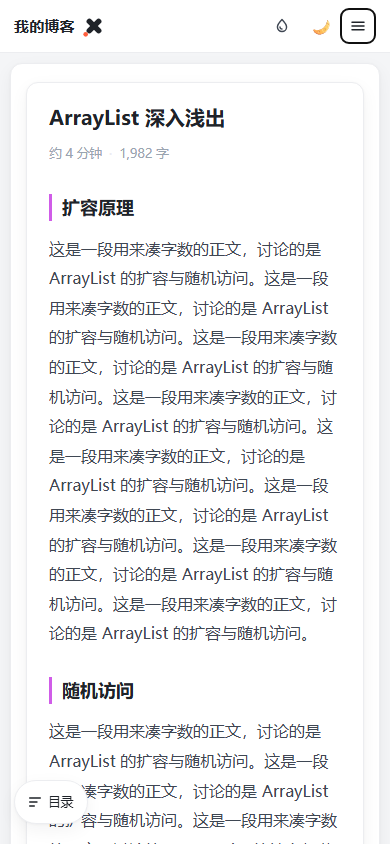 我的博客
ArrayList 深入浅出
约 4 分钟 · 1,982 字
扩容原理
这是一段用来凑字数的正文，讨论的是
ArrayList 的扩容与随机访问。这是一段
用来凑字数的正文，讨论的是 ArrayList
的扩容与随机访问。这是一段用来凑字数
的正文，讨论的是 ArrayList 的扩容与随
机访问。这是一段用来凑字数的正文，讨
论的是 ArrayList 的扩容与随机访问。这
是一段用来凑字数的正文，讨论的是
ArrayList 的扩容与随机访问。这是一段
用来凑字数的正文，讨论的是 ArrayList
的扩容与随机访问。这是一段用来凑字数
的正文，讨论的是 ArrayList 的扩容与随
机访问。这是一段用来凑字数的正文，讨
论的是 ArrayList 的扩容与随机访问。
随机访问
这是一段用来凑字数的正文，讨论的是
ArrayList 的扩容与随机访问。这是一段
凑字数的正文，讨论的是 ArrayList
目录
容与随机访问。这是一段用来凑字数